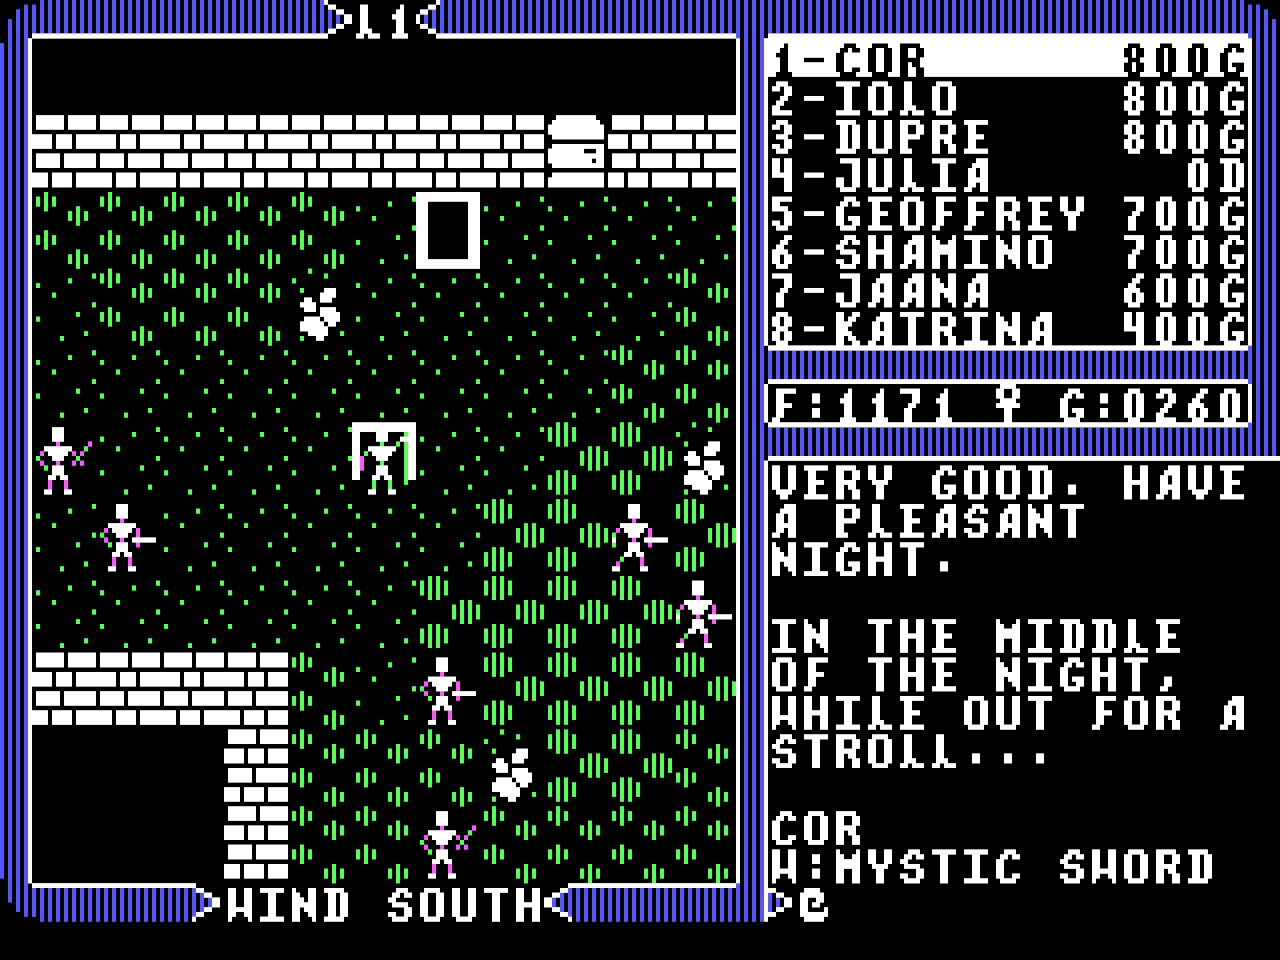 L1
1-COR 800G
2-IOLO 800G
3-DUPRE 800G
4-JULIA 0D
5-GEOFFREY 700G
6-SHAMINO 700G
7-JAANA 600G
8-KATRINA 400G
F:1171 G:0260
VERY GOOD. HAVE
A PLEASANT
NIGHT.
IN THE MIDDLE
OF THE NIGHT,
WHILE OUT FOR A
STROLL...
COR
W:MYSTIC SWORD
WIND SOUTH